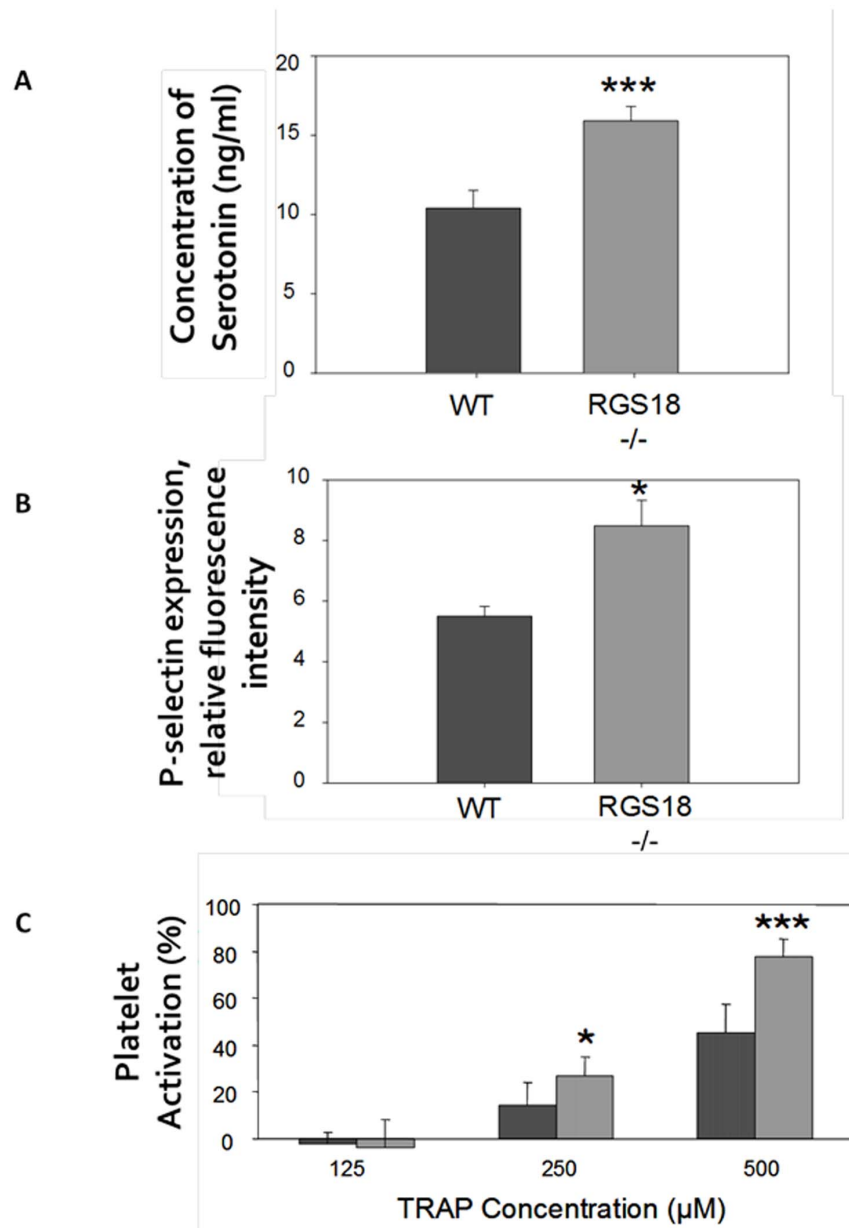 A
Concentration of
Serotonin (ng/ml)
20
15
10
5
0
***
WT
RGS18
-/-
B
P-selectin expression,
relative fluorescence
intensity
10
8
6
4
2
0
*
WT
RGS18
-/-
C
Platelet
Activation (%)
100
80
60
40
20
0
*
***
125 250 500
TRAP Concentration (µM)